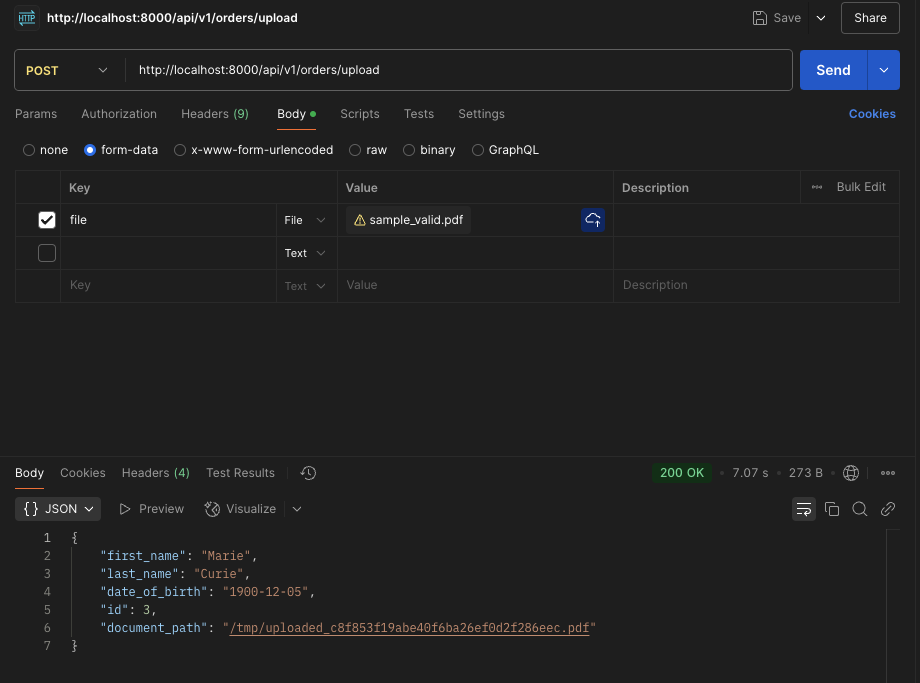 HTTP http://localhost:8000/api/v1/orders/upload Save Share
POST http://localhost:8000/api/v1/orders/upload Send
Params Authorization Headers (9) Body Scripts Tests Settings Cookies
none form-data x-www-form-urlencoded raw binary GraphQL
Key Value Description Bulk Edit
file File sample_valid.pdf
Text
Key Text Value Description
Body Cookies Headers (4) Test Results 200 OK 7.07 s 273 B
{} JSON Preview Visualize
1 {
2 "first_name": "Marie",
3 "last_name": "Curie",
4 "date_of_birth": "1900-12-05",
5 "id": 3,
6 "document_path": "/tmp/uploaded_c8f853f19abe40f6ba26ef0d2f286eec.pdf"
7 }